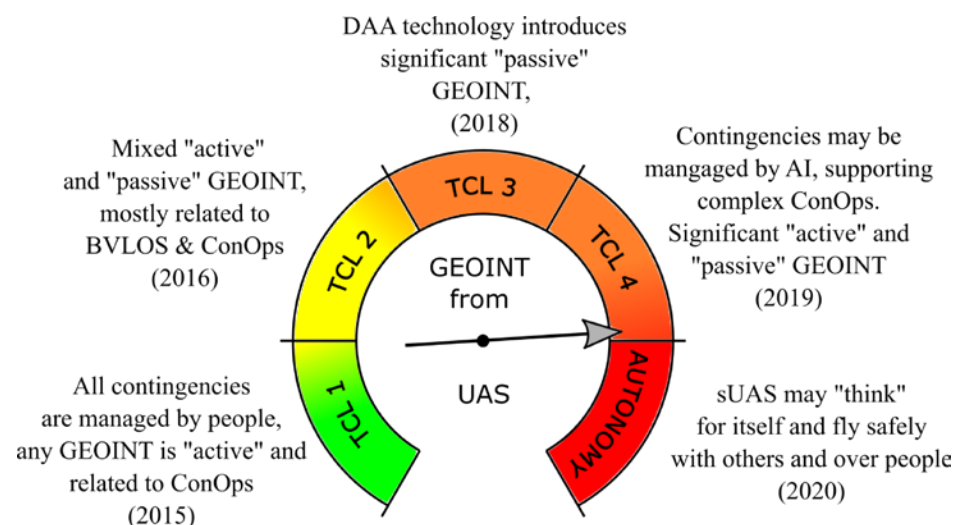 DAA technology introduces
significant "passive"
GEOINT,
(2018)
Mixed "active"
and "passive" GEOINT,
mostly related to
BVLOS & ConOps
(2016)
Contingencies may be
mangaged by AI, supporting
complex ConOps.
Significant "active" and
"passive" GEOINT
(2019)
All contingencies
are managed by people,
any GEOINT is "active" and
related to ConOps
(2015)
sUAS may "think"
for itself and fly safely
with others and over people
(2020)
TCL 1
TCL 2
TCL 3
TCL 4
AUTONOMY
GEOINT
from
UAS